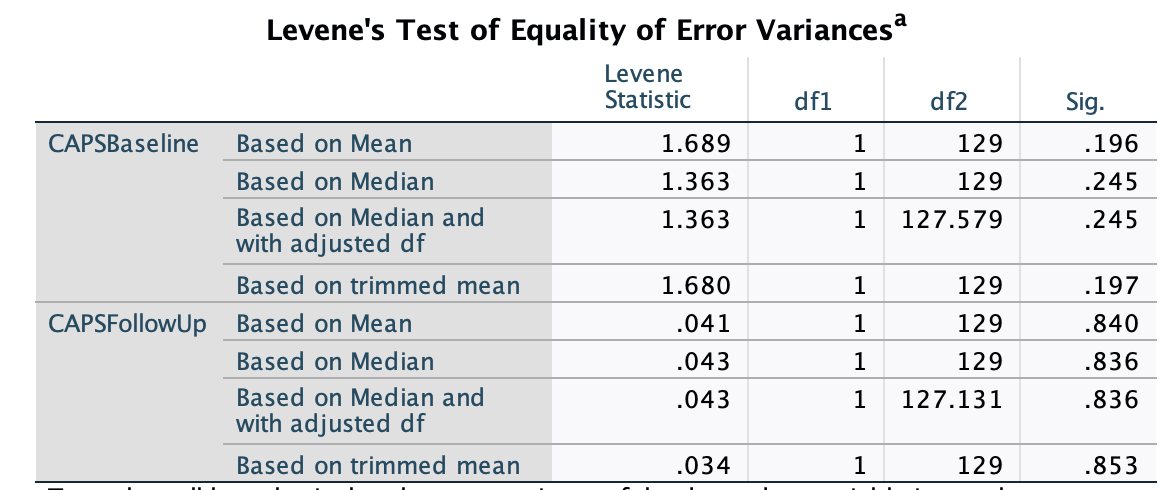 Levene's Test of Equality of Error Variancesa
Levene
Statistic df1 df2 Sig.
CAPSBaseline Based on Mean 1.689 1 129 .196
Based on Median 1.363 1 129 .245
Based on Median and
with adjusted df 1.363 1 127.579 .245
Based on trimmed mean 1.680 1 129 .197
CAPSFollowUp Based on Mean .041 1 129 .840
Based on Median .043 1 129 .836
Based on Median and
with adjusted df .043 1 127.131 .836
Based on trimmed mean .034 1 129 .853